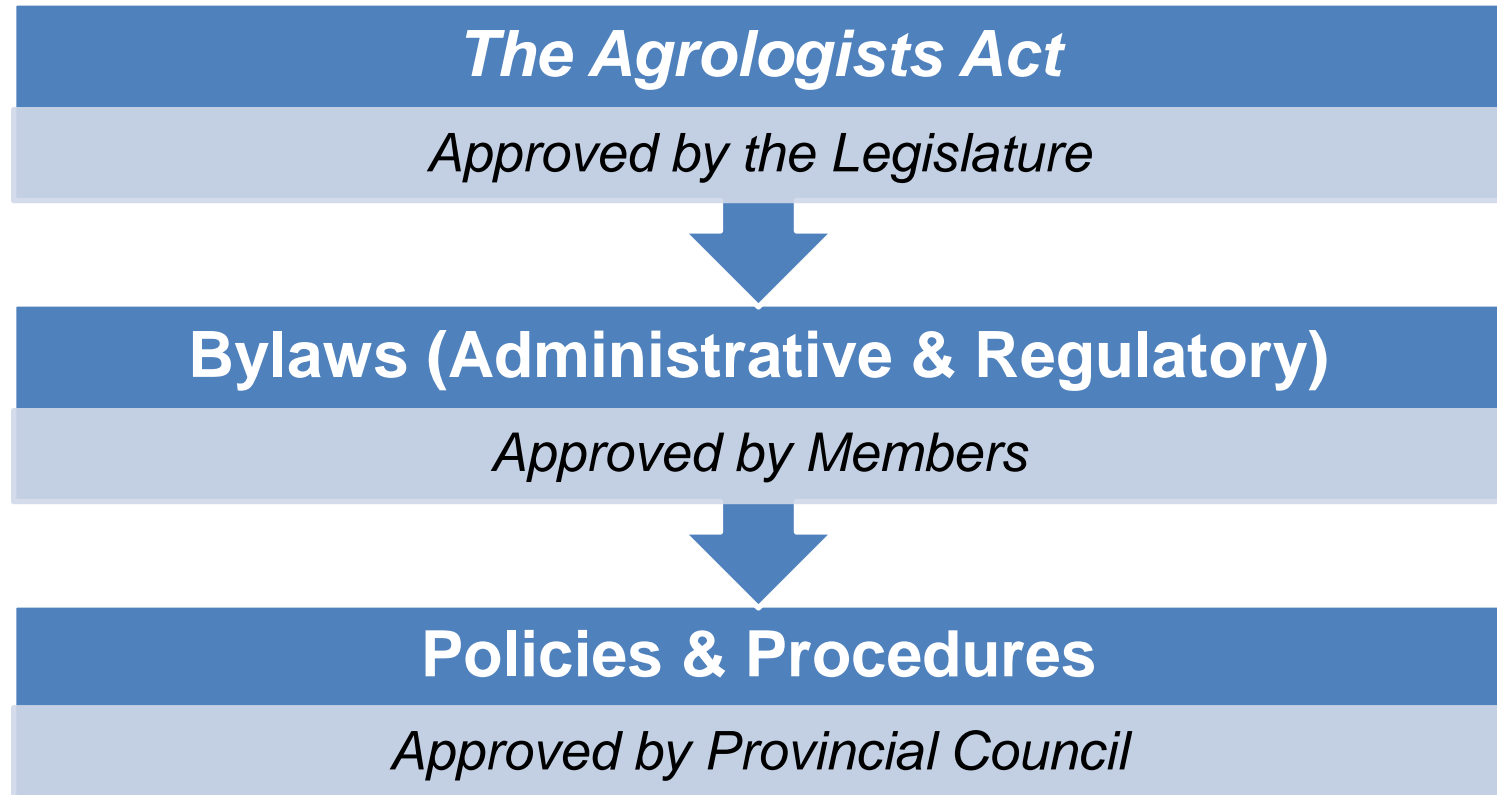 The Agrologists Act
Approved by the Legislature
Bylaws (Administrative & Regulatory)
Approved by Members
Policies & Procedures
Approved by Provincial Council